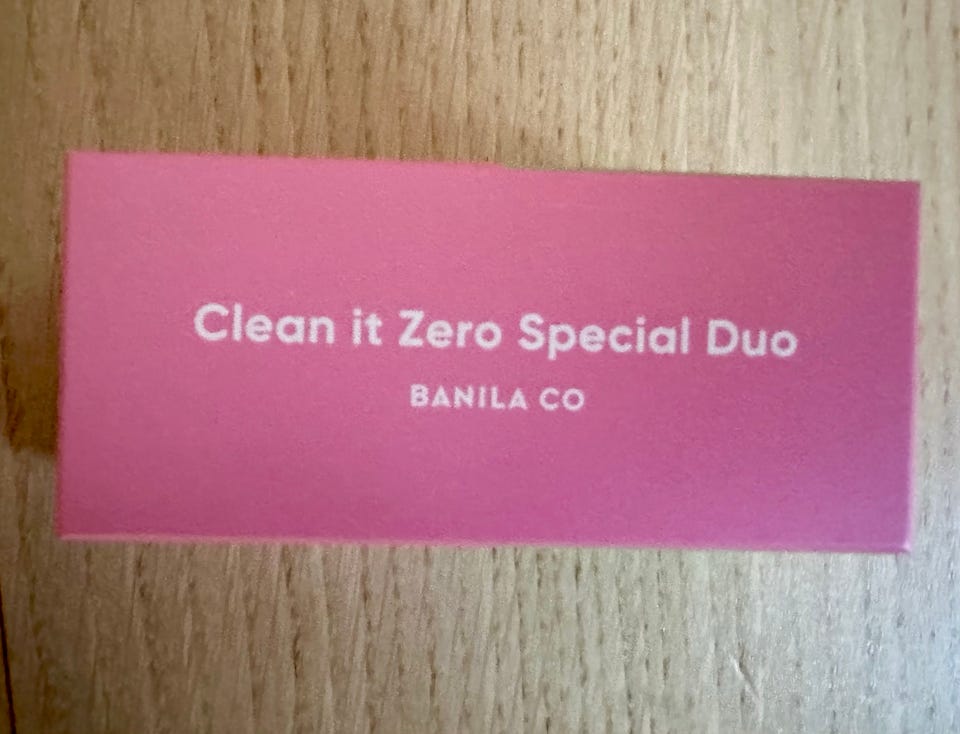 Clean it Zero Special Duo
BANILA CO